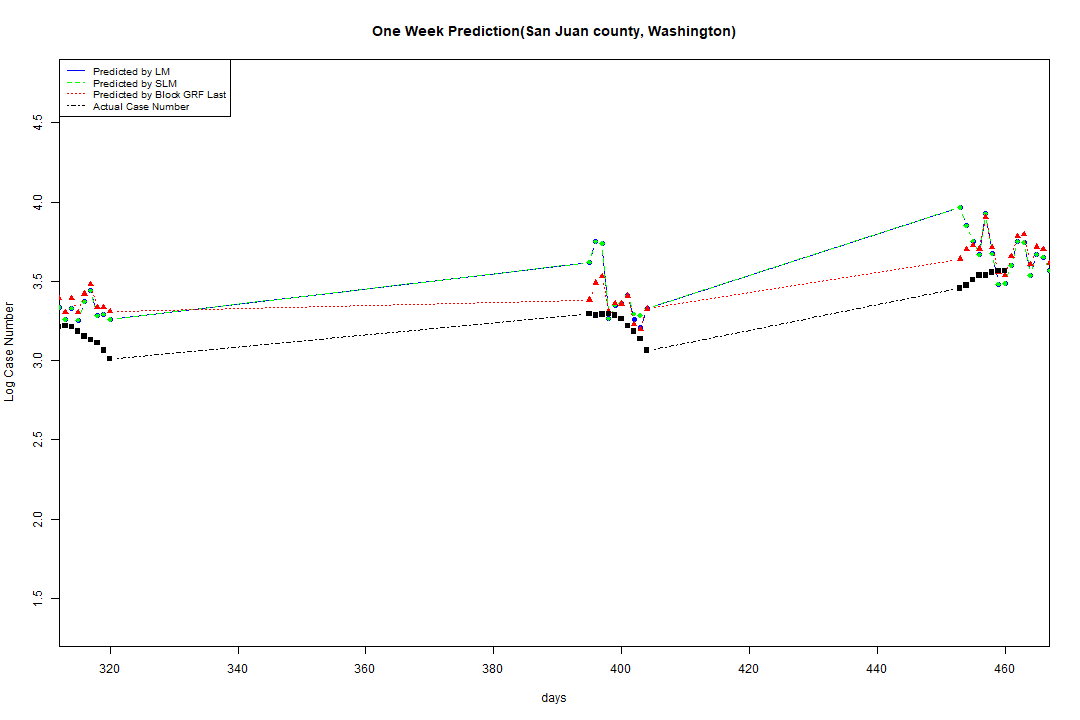 One Week Prediction(San Juan county, Washington)
Predicted by LM
Predicted by SLM
Predicted by Block GRF Last
Actual Case Number
4.5
4.0
3.5
3.0
2.5
2.0
1.5
Log Case Number
320 340 360 380 400 420 440 460
days